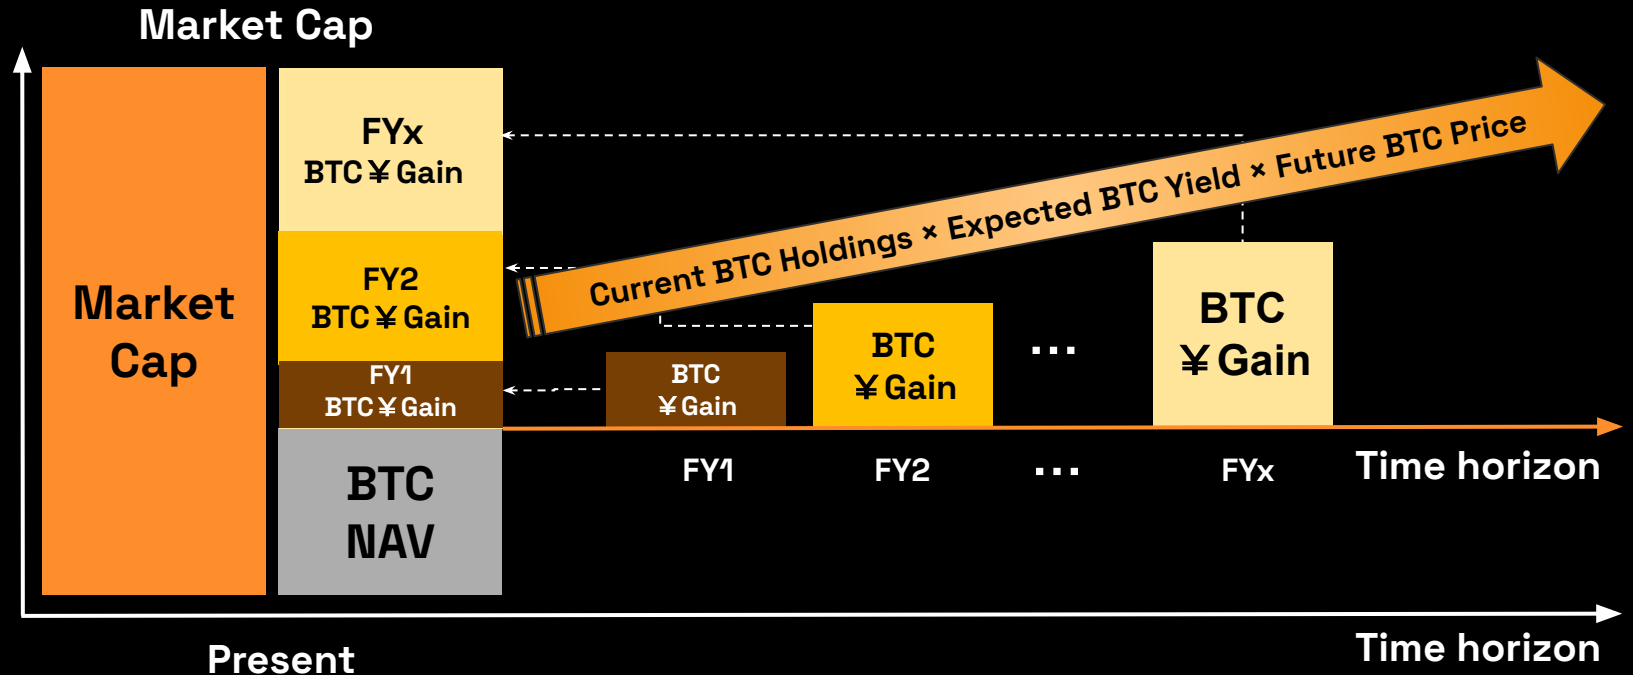 Market Cap
Market
Cap
FYx
BTC ¥ Gain
FY2
BTC ¥ Gain
FY1
BTC ¥ Gain
BTC
NAV
Current BTC Holdings × Expected BTC Yield × Future BTC Price
BTC
¥ Gain
BTC
¥ Gain
...
BTC
¥ Gain
FY1
FY2
...
FYx
Time horizon
Present
Time horizon